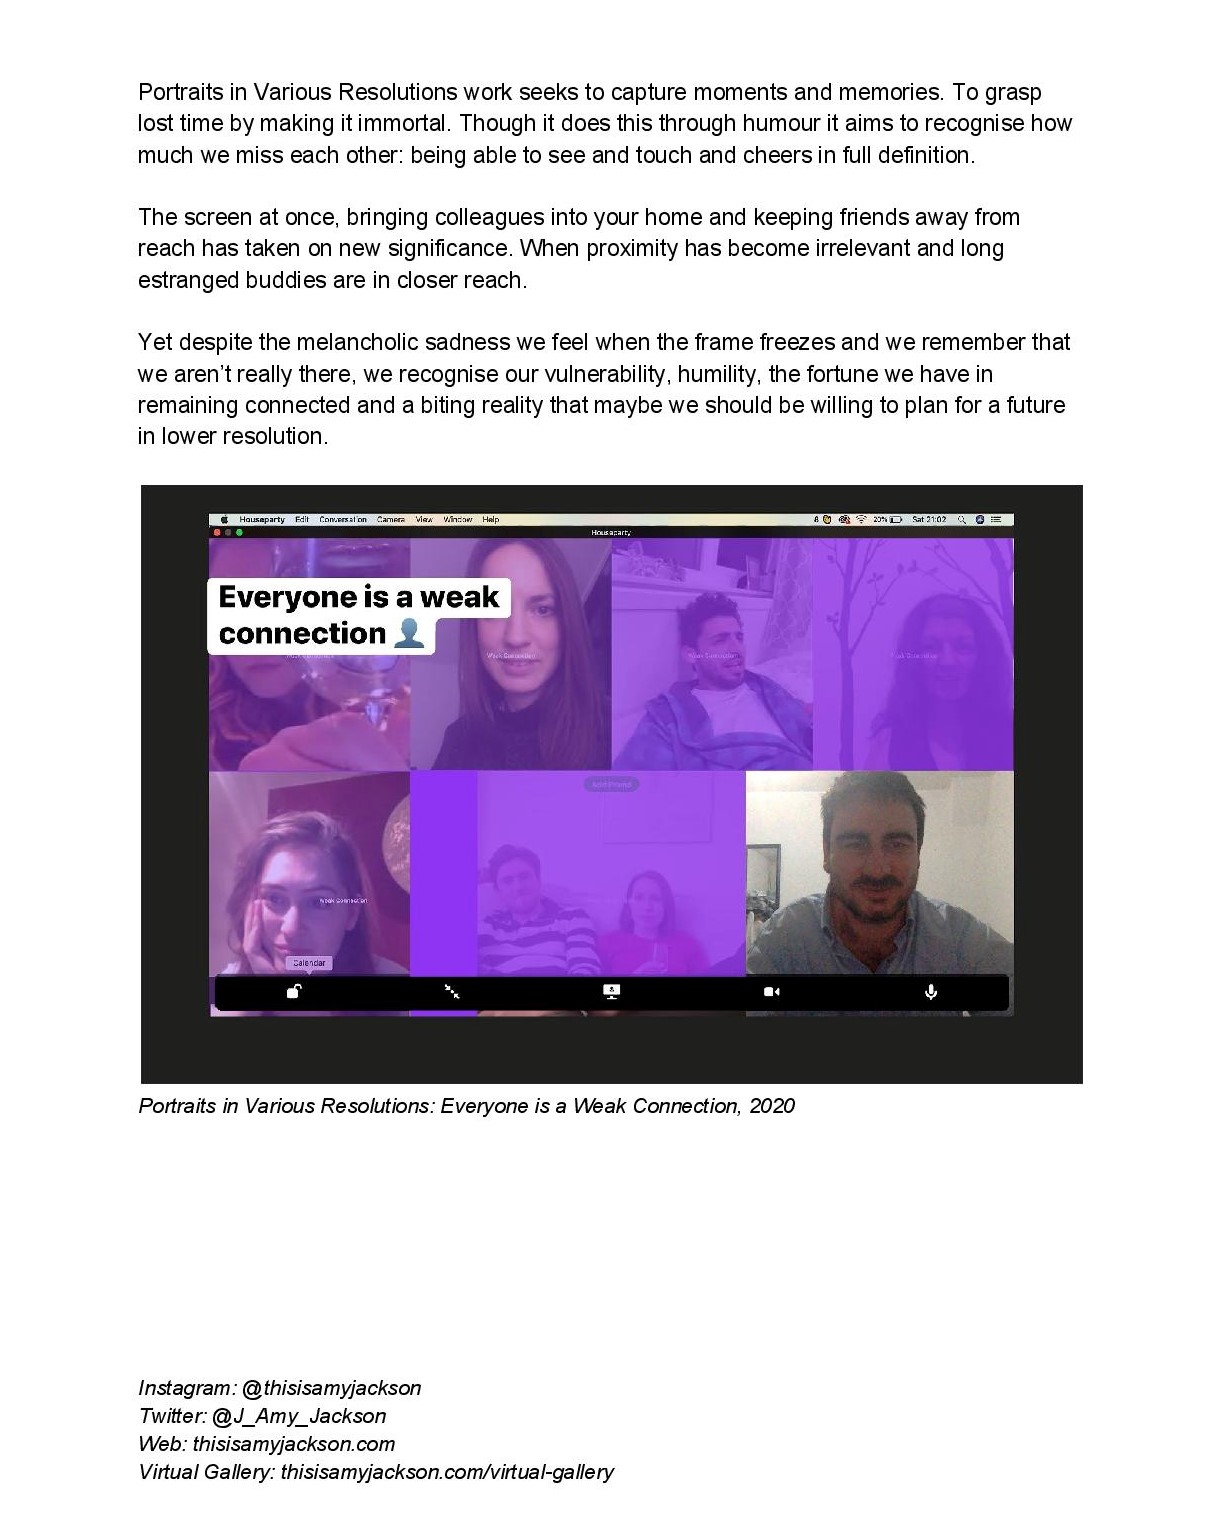 Portraits in Various Resolutions work seeks to capture moments and memories. To grasp
lost time by making it immortal. Though it does this through humour it aims to recognise how
much we miss each other: being able to see and touch and cheers in full definition.
The screen at once, bringing colleagues into your home and keeping friends away from
reach has taken on new significance. When proximity has become irrelevant and long
estranged buddies are in closer reach.
Yet despite the melancholic sadness we feel when the frame freezes and we remember that
we aren’t really there, we recognise our vulnerability, humility, the fortune we have in
remaining connected and a biting reality that maybe we should be willing to plan for a future
in lower resolution.
Houseparty Edit Conversation Camera View Window Help 8 20% Sat 21:02
Houseparty
Everyone is a weak
connection
Weak Connection
Weak Connection
Weak Connection
Add Friend
Weak Connection
Calendar
Portraits in Various Resolutions: Everyone is a Weak Connection, 2020
Instagram: @thisisamyjackson
Twitter: @J_Amy_Jackson
Web: thisisamyjackson.com
Virtual Gallery: thisisamyjackson.com/virtual-gallery